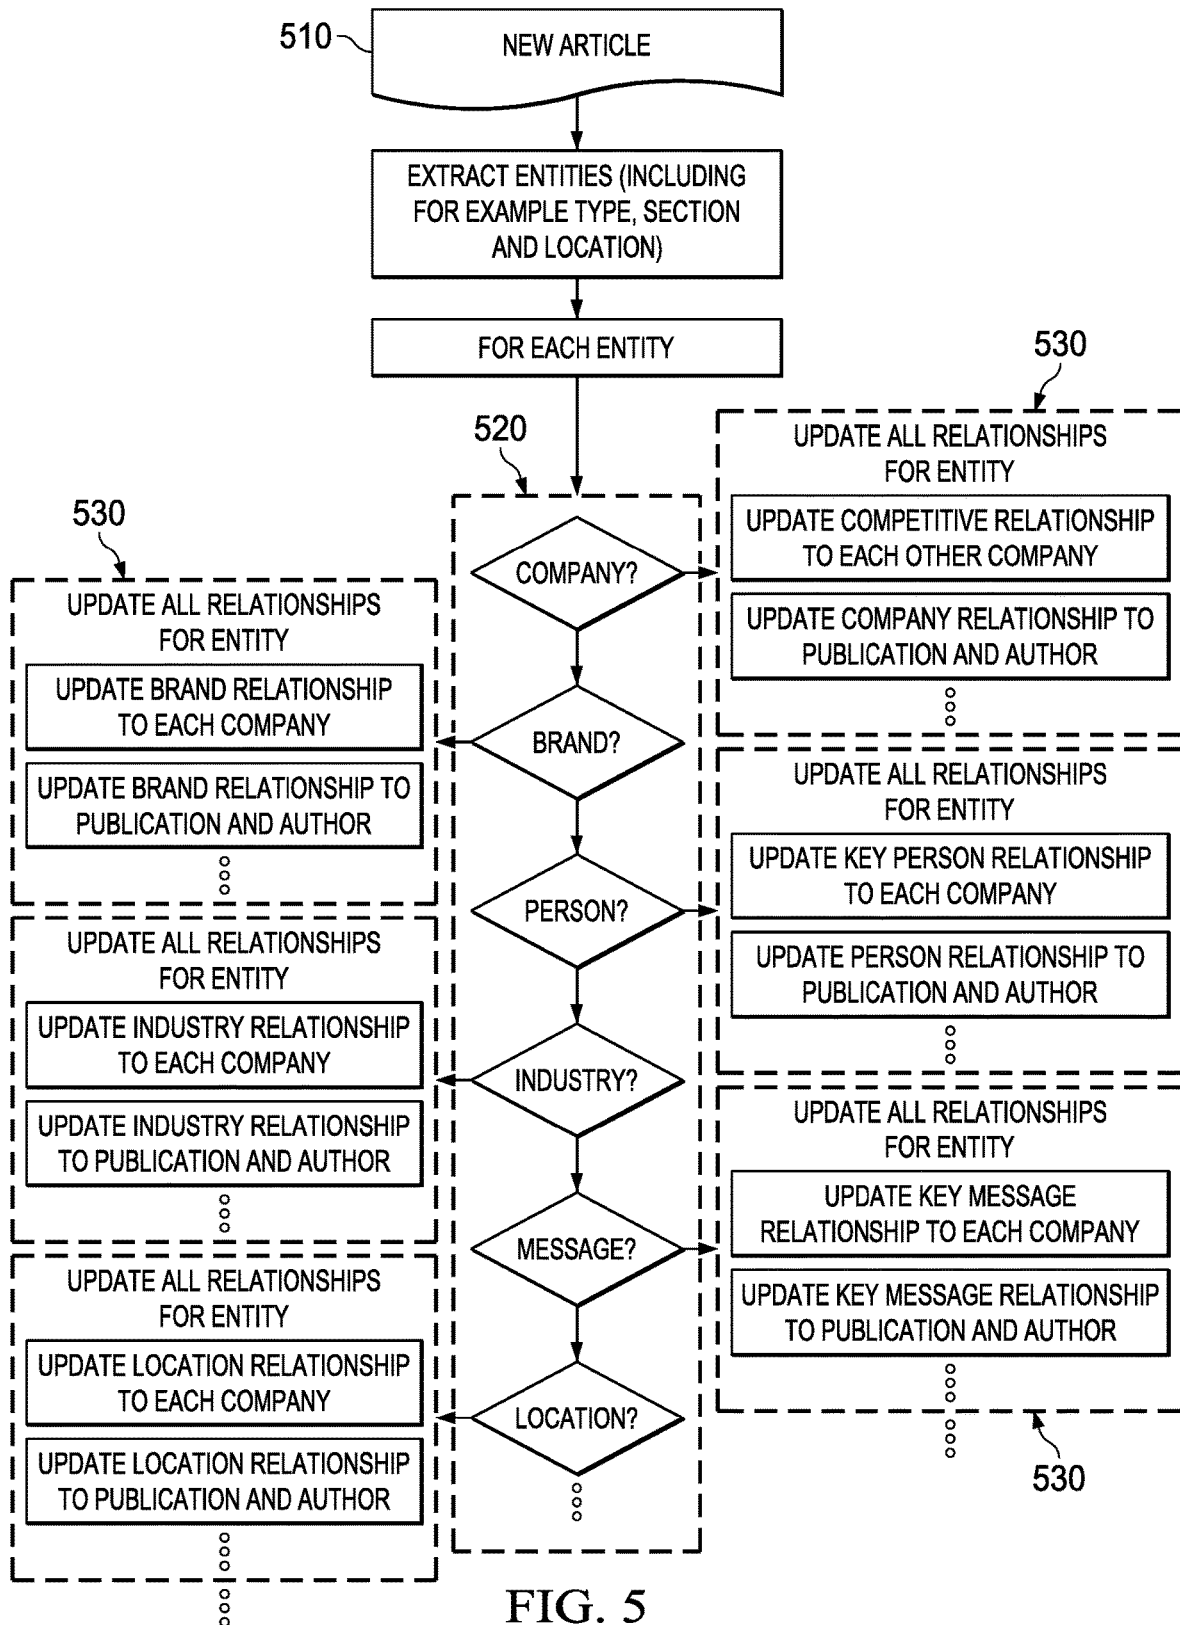 510
NEW ARTICLE
EXTRACT ENTITIES (INCLUDING
FOR EXAMPLE TYPE, SECTION
AND LOCATION)
FOR EACH ENTITY
520
COMPANY?
BRAND?
PERSON?
INDUSTRY?
MESSAGE?
LOCATION?
530
UPDATE ALL RELATIONSHIPS
FOR ENTITY
UPDATE BRAND RELATIONSHIP
TO EACH COMPANY
UPDATE BRAND RELATIONSHIP TO
PUBLICATION AND AUTHOR
UPDATE ALL RELATIONSHIPS
FOR ENTITY
UPDATE INDUSTRY RELATIONSHIP
TO EACH COMPANY
UPDATE INDUSTRY RELATIONSHIP
TO PUBLICATION AND AUTHOR
UPDATE ALL RELATIONSHIPS
FOR ENTITY
UPDATE LOCATION RELATIONSHIP
TO EACH COMPANY
UPDATE LOCATION RELATIONSHIP
TO PUBLICATION AND AUTHOR
530
UPDATE ALL RELATIONSHIPS
FOR ENTITY
UPDATE COMPETITIVE RELATIONSHIP
TO EACH OTHER COMPANY
UPDATE COMPANY RELATIONSHIP TO
PUBLICATION AND AUTHOR
UPDATE ALL RELATIONSHIPS
FOR ENTITY
UPDATE KEY PERSON RELATIONSHIP
TO EACH COMPANY
UPDATE PERSON RELATIONSHIP TO
PUBLICATION AND AUTHOR
UPDATE ALL RELATIONSHIPS
FOR ENTITY
UPDATE KEY MESSAGE
RELATIONSHIP TO EACH COMPANY
UPDATE KEY MESSAGE RELATIONSHIP
TO PUBLICATION AND AUTHOR
530
FIG. 5